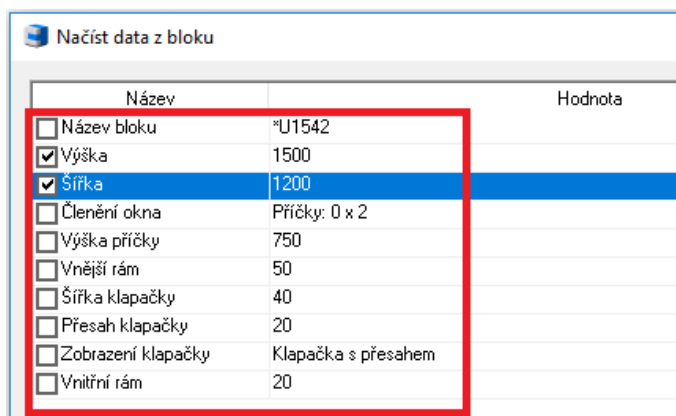 Načíst data z bloku
Název Hodnota
Název bloku *U1542
Výška 1500
Šířka 1200
Členění okna Příčky: 0 x 2
Výška příčky 750
Vnější rám 50
Šířka klapačky 40
Přesah klapačky 20
Zobrazení klapačky Klapačka s přesahem
Vnitřní rám 20